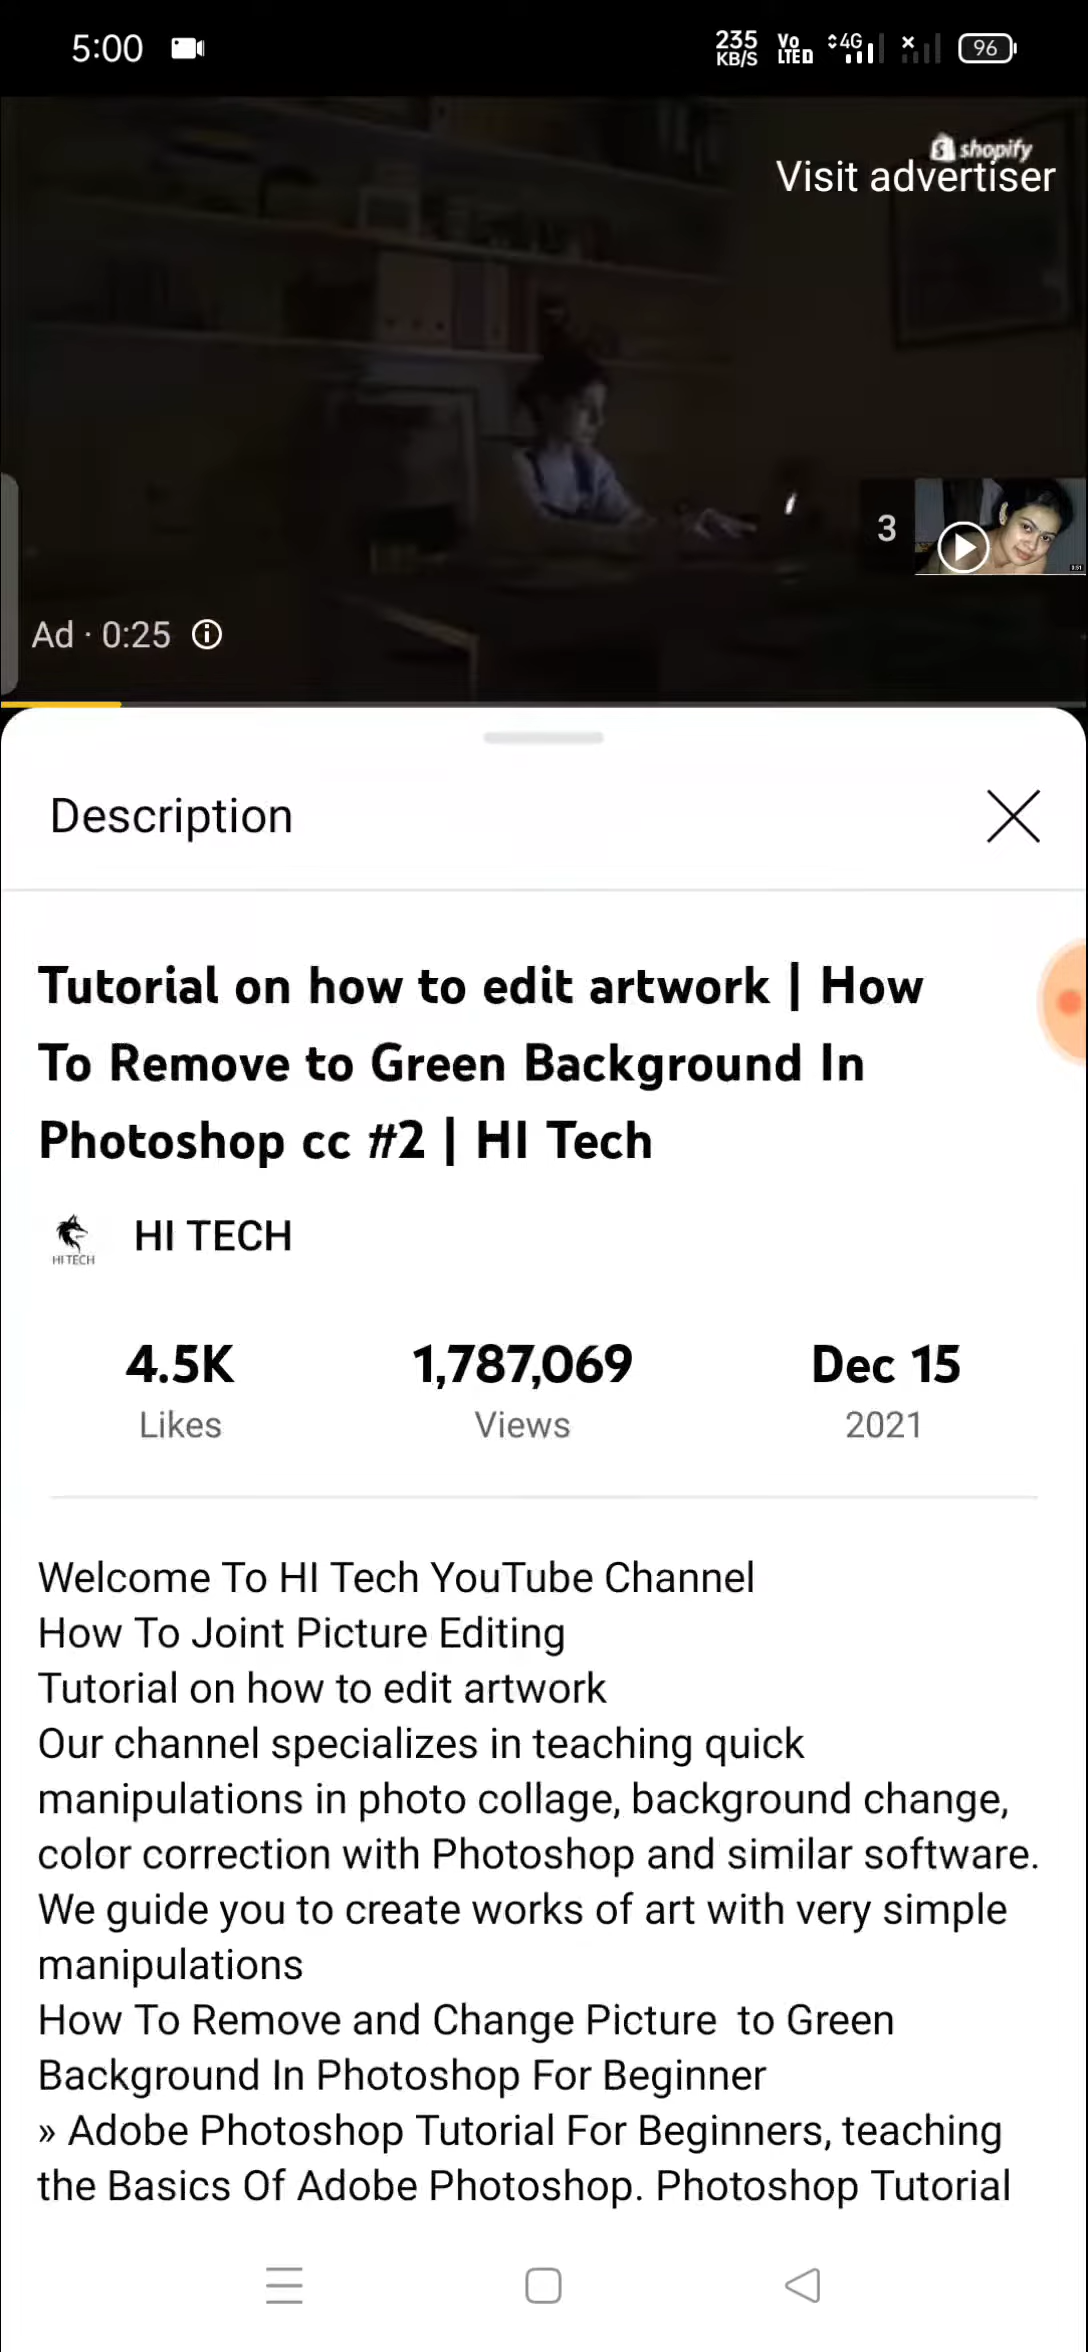 5:00 235 KB/S Vo LTE 4G 96
shopify
Visit advertiser
3
Ad · 0:25
Description
Tutorial on how to edit artwork | How
To Remove to Green Background In
Photoshop cc #2 | HI Tech
HI TECH
HI TECH
4.5K 1,787,069 Dec 15
Likes Views 2021
Welcome To HI Tech YouTube Channel
How To Joint Picture Editing
Tutorial on how to edit artwork
Our channel specializes in teaching quick
manipulations in photo collage, background change,
color correction with Photoshop and similar software.
We guide you to create works of art with very simple
manipulations
How To Remove and Change Picture  to Green
Background In Photoshop For Beginner
» Adobe Photoshop Tutorial For Beginners, teaching
the Basics Of Adobe Photoshop. Photoshop Tutorial